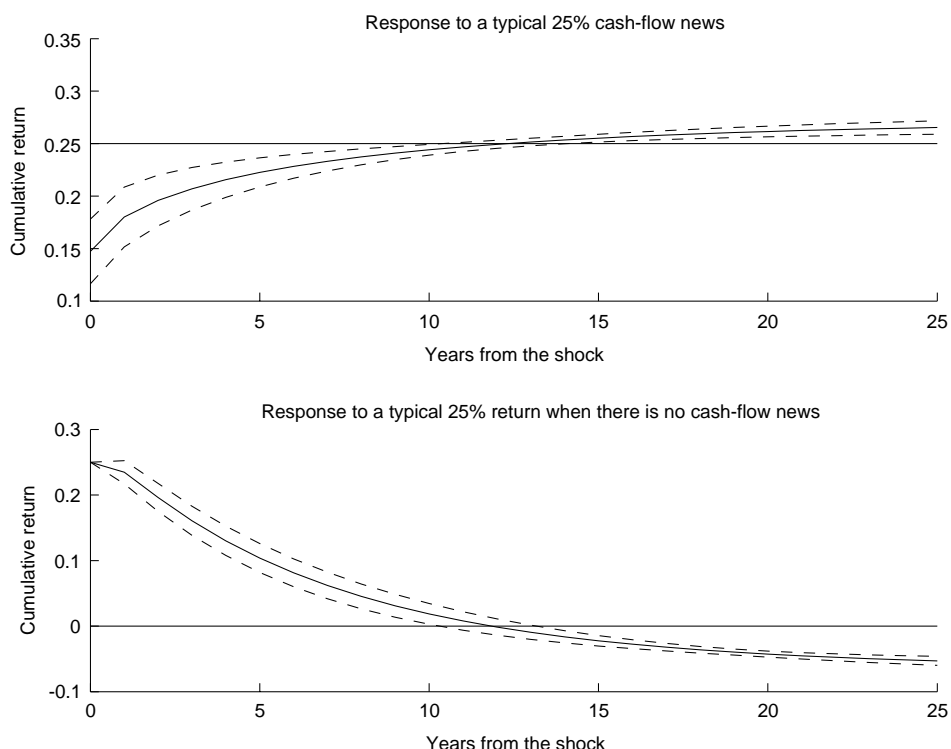 Response to a typical 25% cash-flow news
0.35
0.3
0.25
0.2
0.15
0.1
Cumulative return
0 5 10 15 20 25
Years from the shock
Response to a typical 25% return when there is no cash-flow news
0.3
0.2
0.1
0
-0.1
Cumulative return
0 5 10 15 20 25
Years from the shock